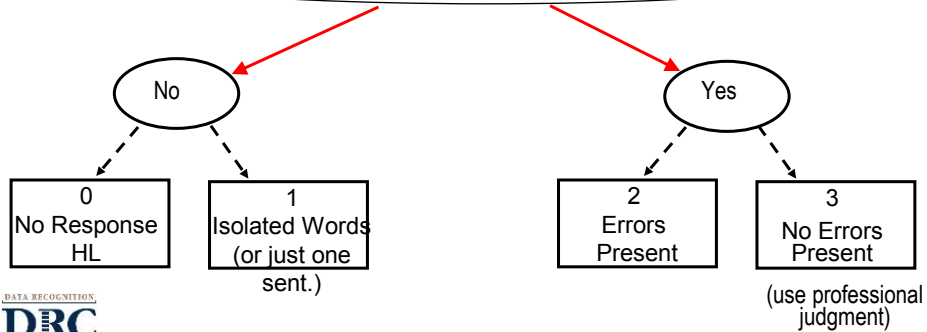 No
Yes
0
No Response
HL
1
Isolated Words
(or just one
sent.)
2
Errors
Present
3
No Errors
Present
(use professional
judgment)
DATA RECOGNITION
DRC